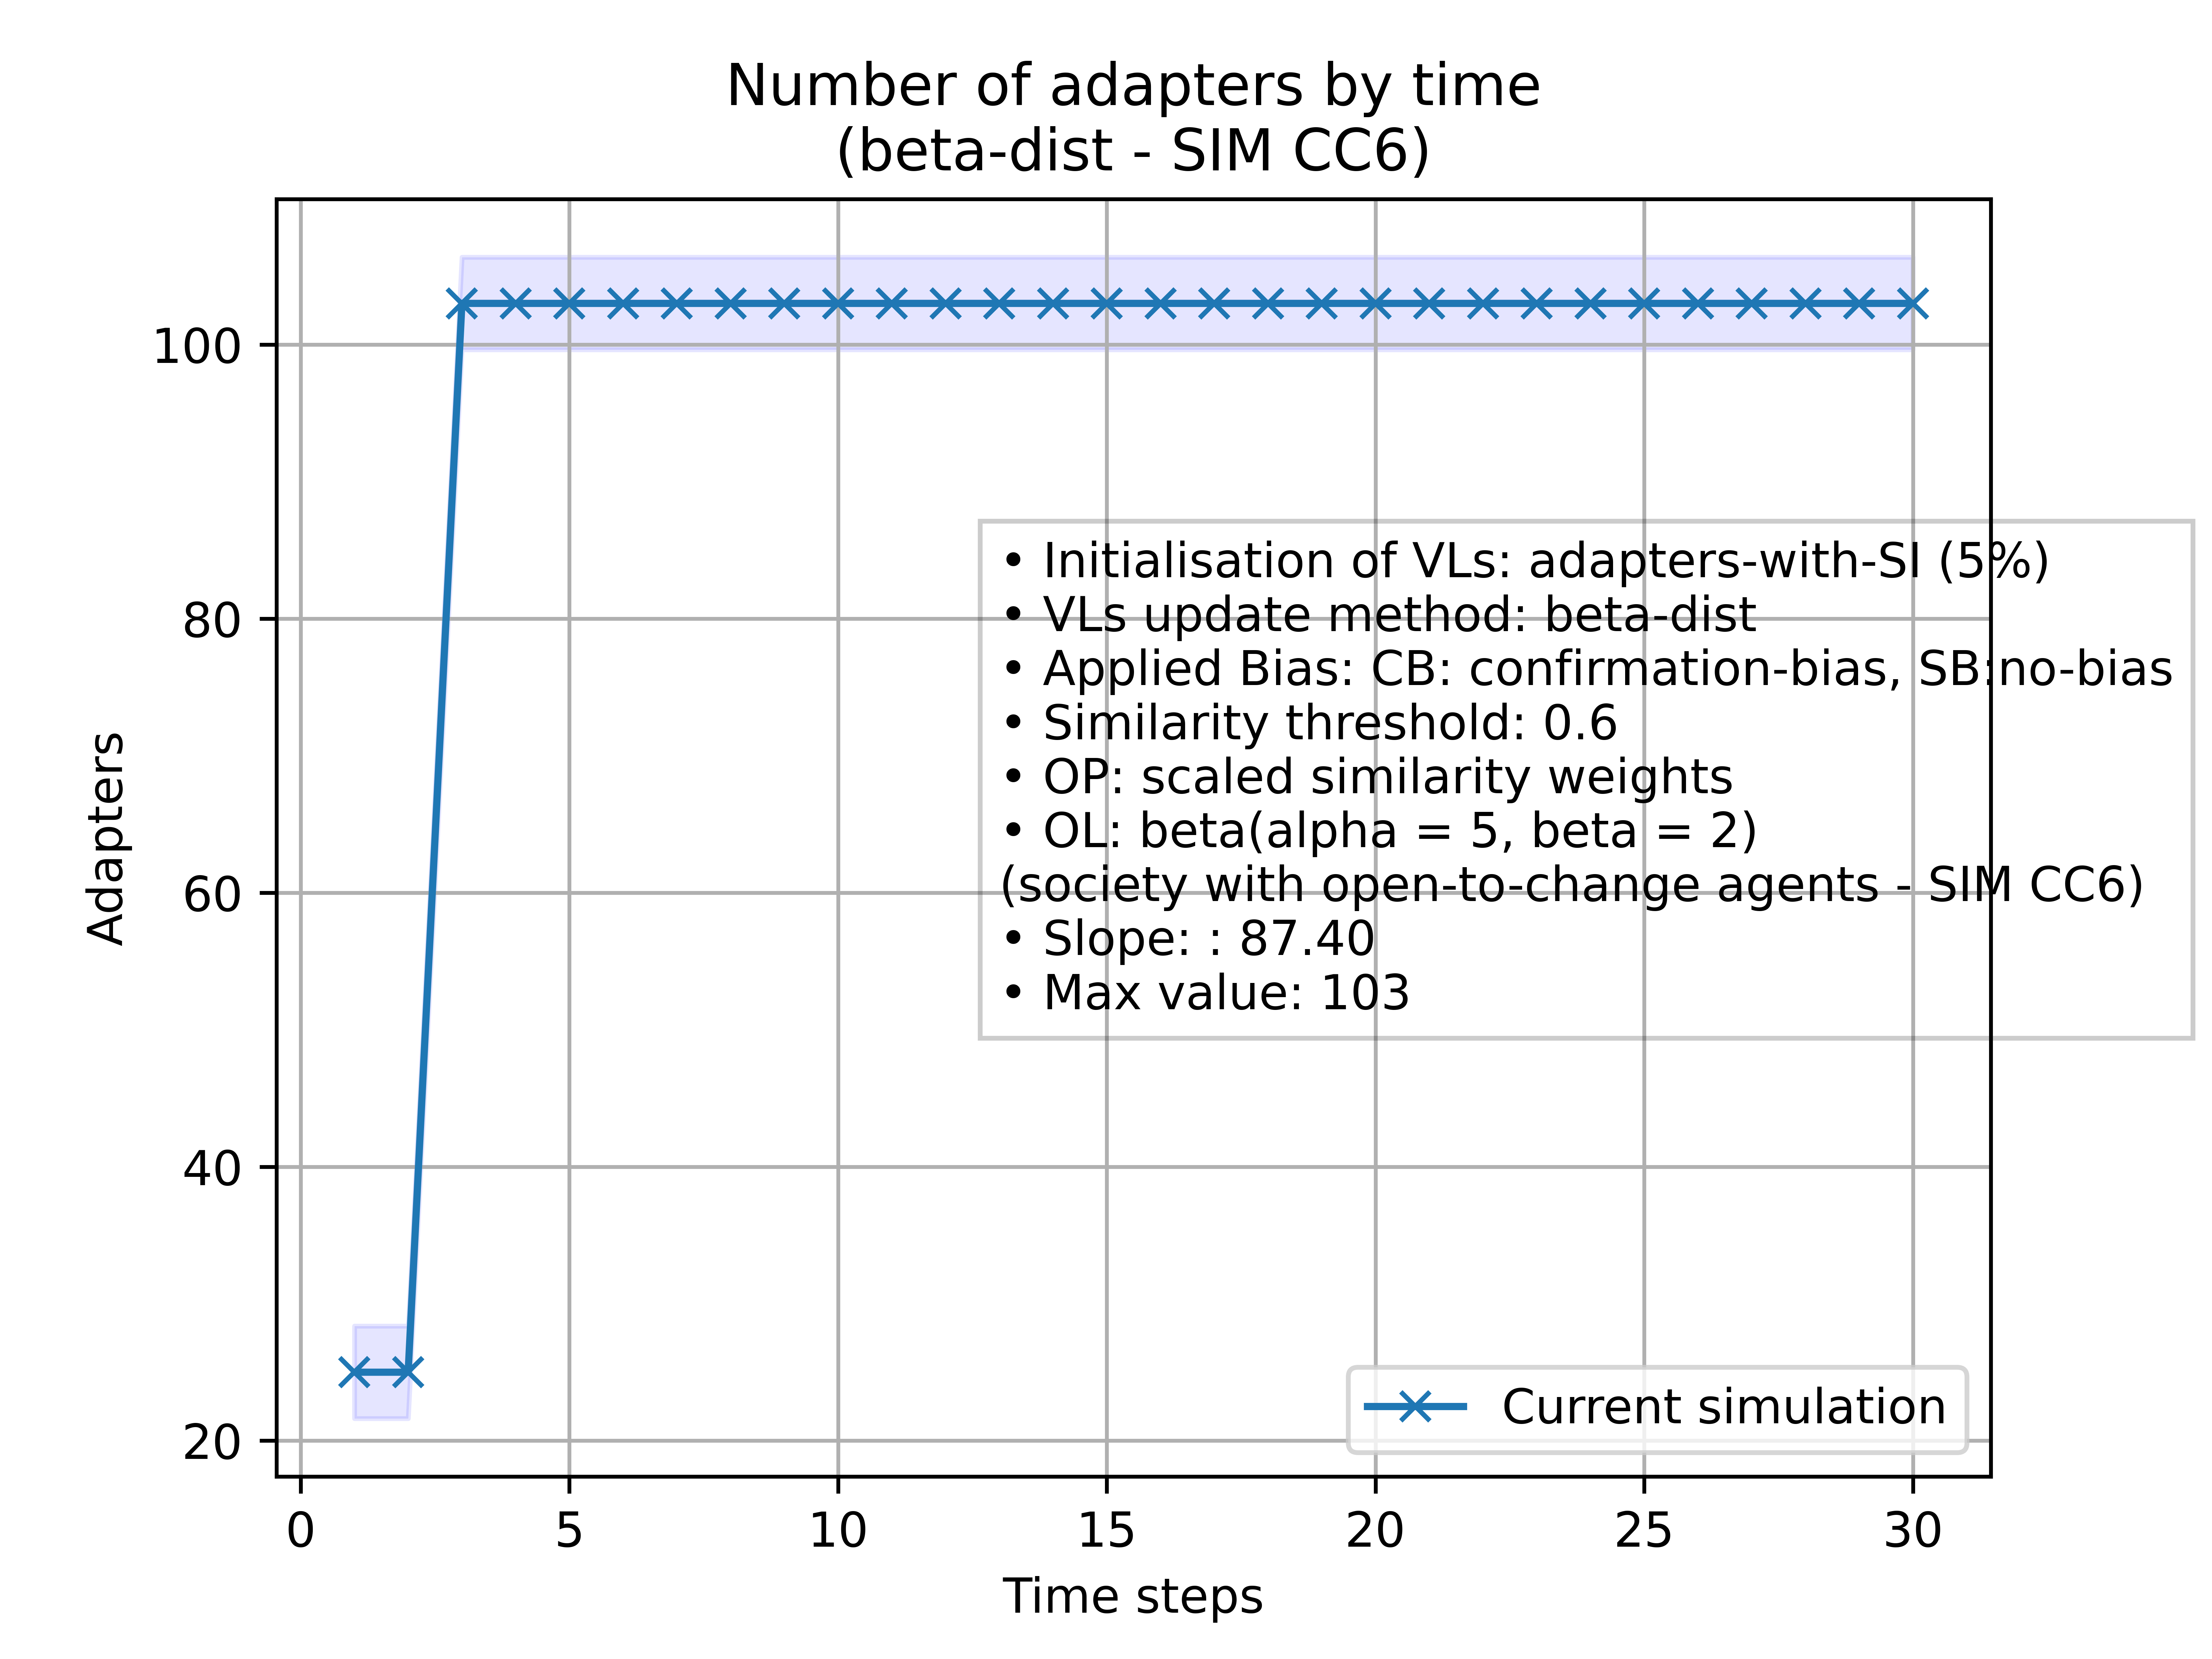 Number of adapters by time
(beta-dist - SIM CC6)
100
80
60
40
20
Adapters
• Initialisation of VLs: adapters-with-SI (5%)
• VLs update method: beta-dist
• Applied Bias: CB: confirmation-bias, SB:no-bias
• Similarity threshold: 0.6
• OP: scaled similarity weights
• OL: beta(alpha = 5, beta = 2)
(society with open-to-change agents - SIM CC6)
• Slope: : 87.40
• Max value: 103
Current simulation
0 5 10 15 20 25 30
Time steps